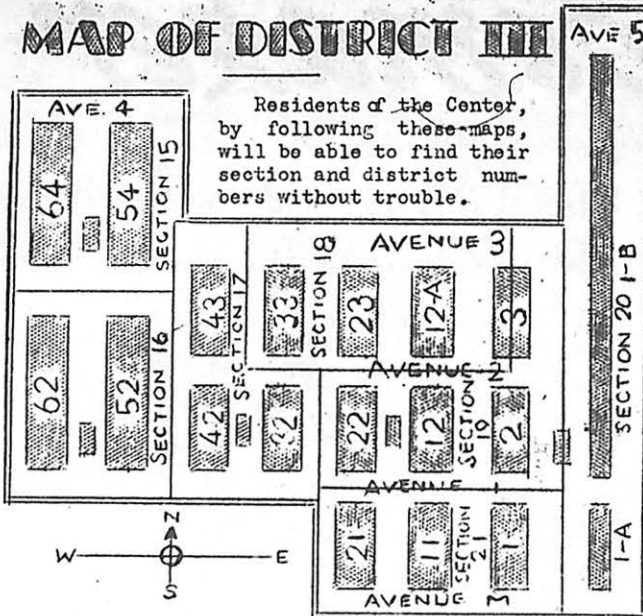 MAP OF DISTRICT III
AVE 5
AVE. 4
Residents of the Center,
by following these maps,
will be able to find their
section and district num-
bers without trouble.
64
54
SECTION 15
AVENUE 3
43
SECTION 17
33
SECTION 18
23
12-A
3
SECTION 20
1-B
62
52
SECTION 16
AVENUE 2
42
32
22
12
SECTION 19
2
AVENUE 1
21
11
SECTION 21
1
1-A
AVENUE M
N
W
E
S